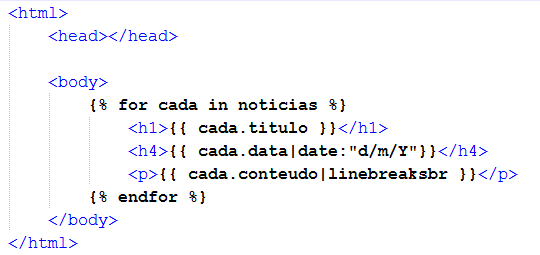 <html>
<head></head>
<body>
{% for cada in noticias %}
<h1>{{ cada.titulo }}</h1>
<h4>{{ cada.data|date:"d/m/Y"}}</h4>
<p>{{ cada.conteudo|linebreaksbr }}</p>
{% endfor %}
</body>
</html>